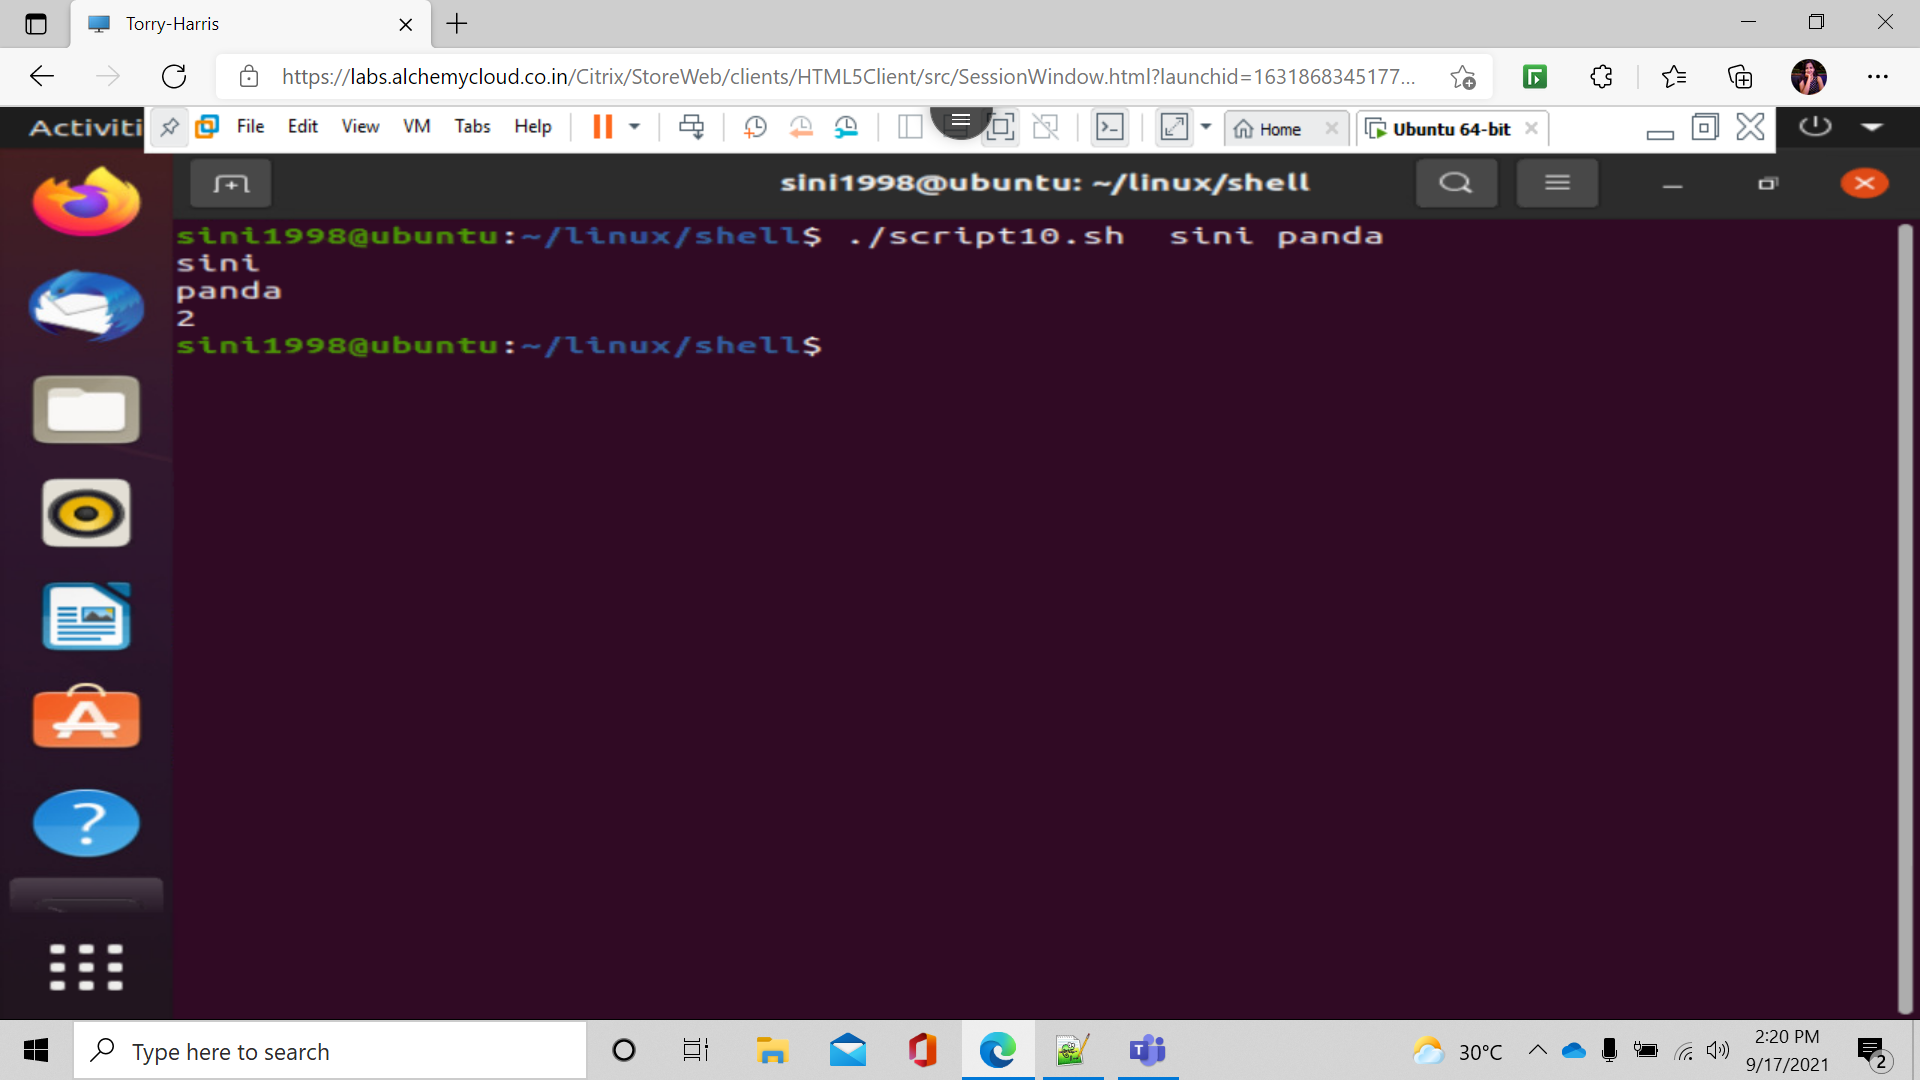 Torry-Harris
https://labs.alchemycloud.co.in/Citrix/StoreWeb/clients/HTML5Client/src/SessionWindow.html?launchid=1631868345177...
Activiti File Edit View VM Tabs Help Home Ubuntu 64-bit
sini1998@ubuntu: ~/linux/shell
sini1998@ubuntu:~/linux/shell$ ./script10.sh  sini panda
sini
panda
2
sini1998@ubuntu:~/linux/shell$
Type here to search
30°C
2:20 PM
9/17/2021
2